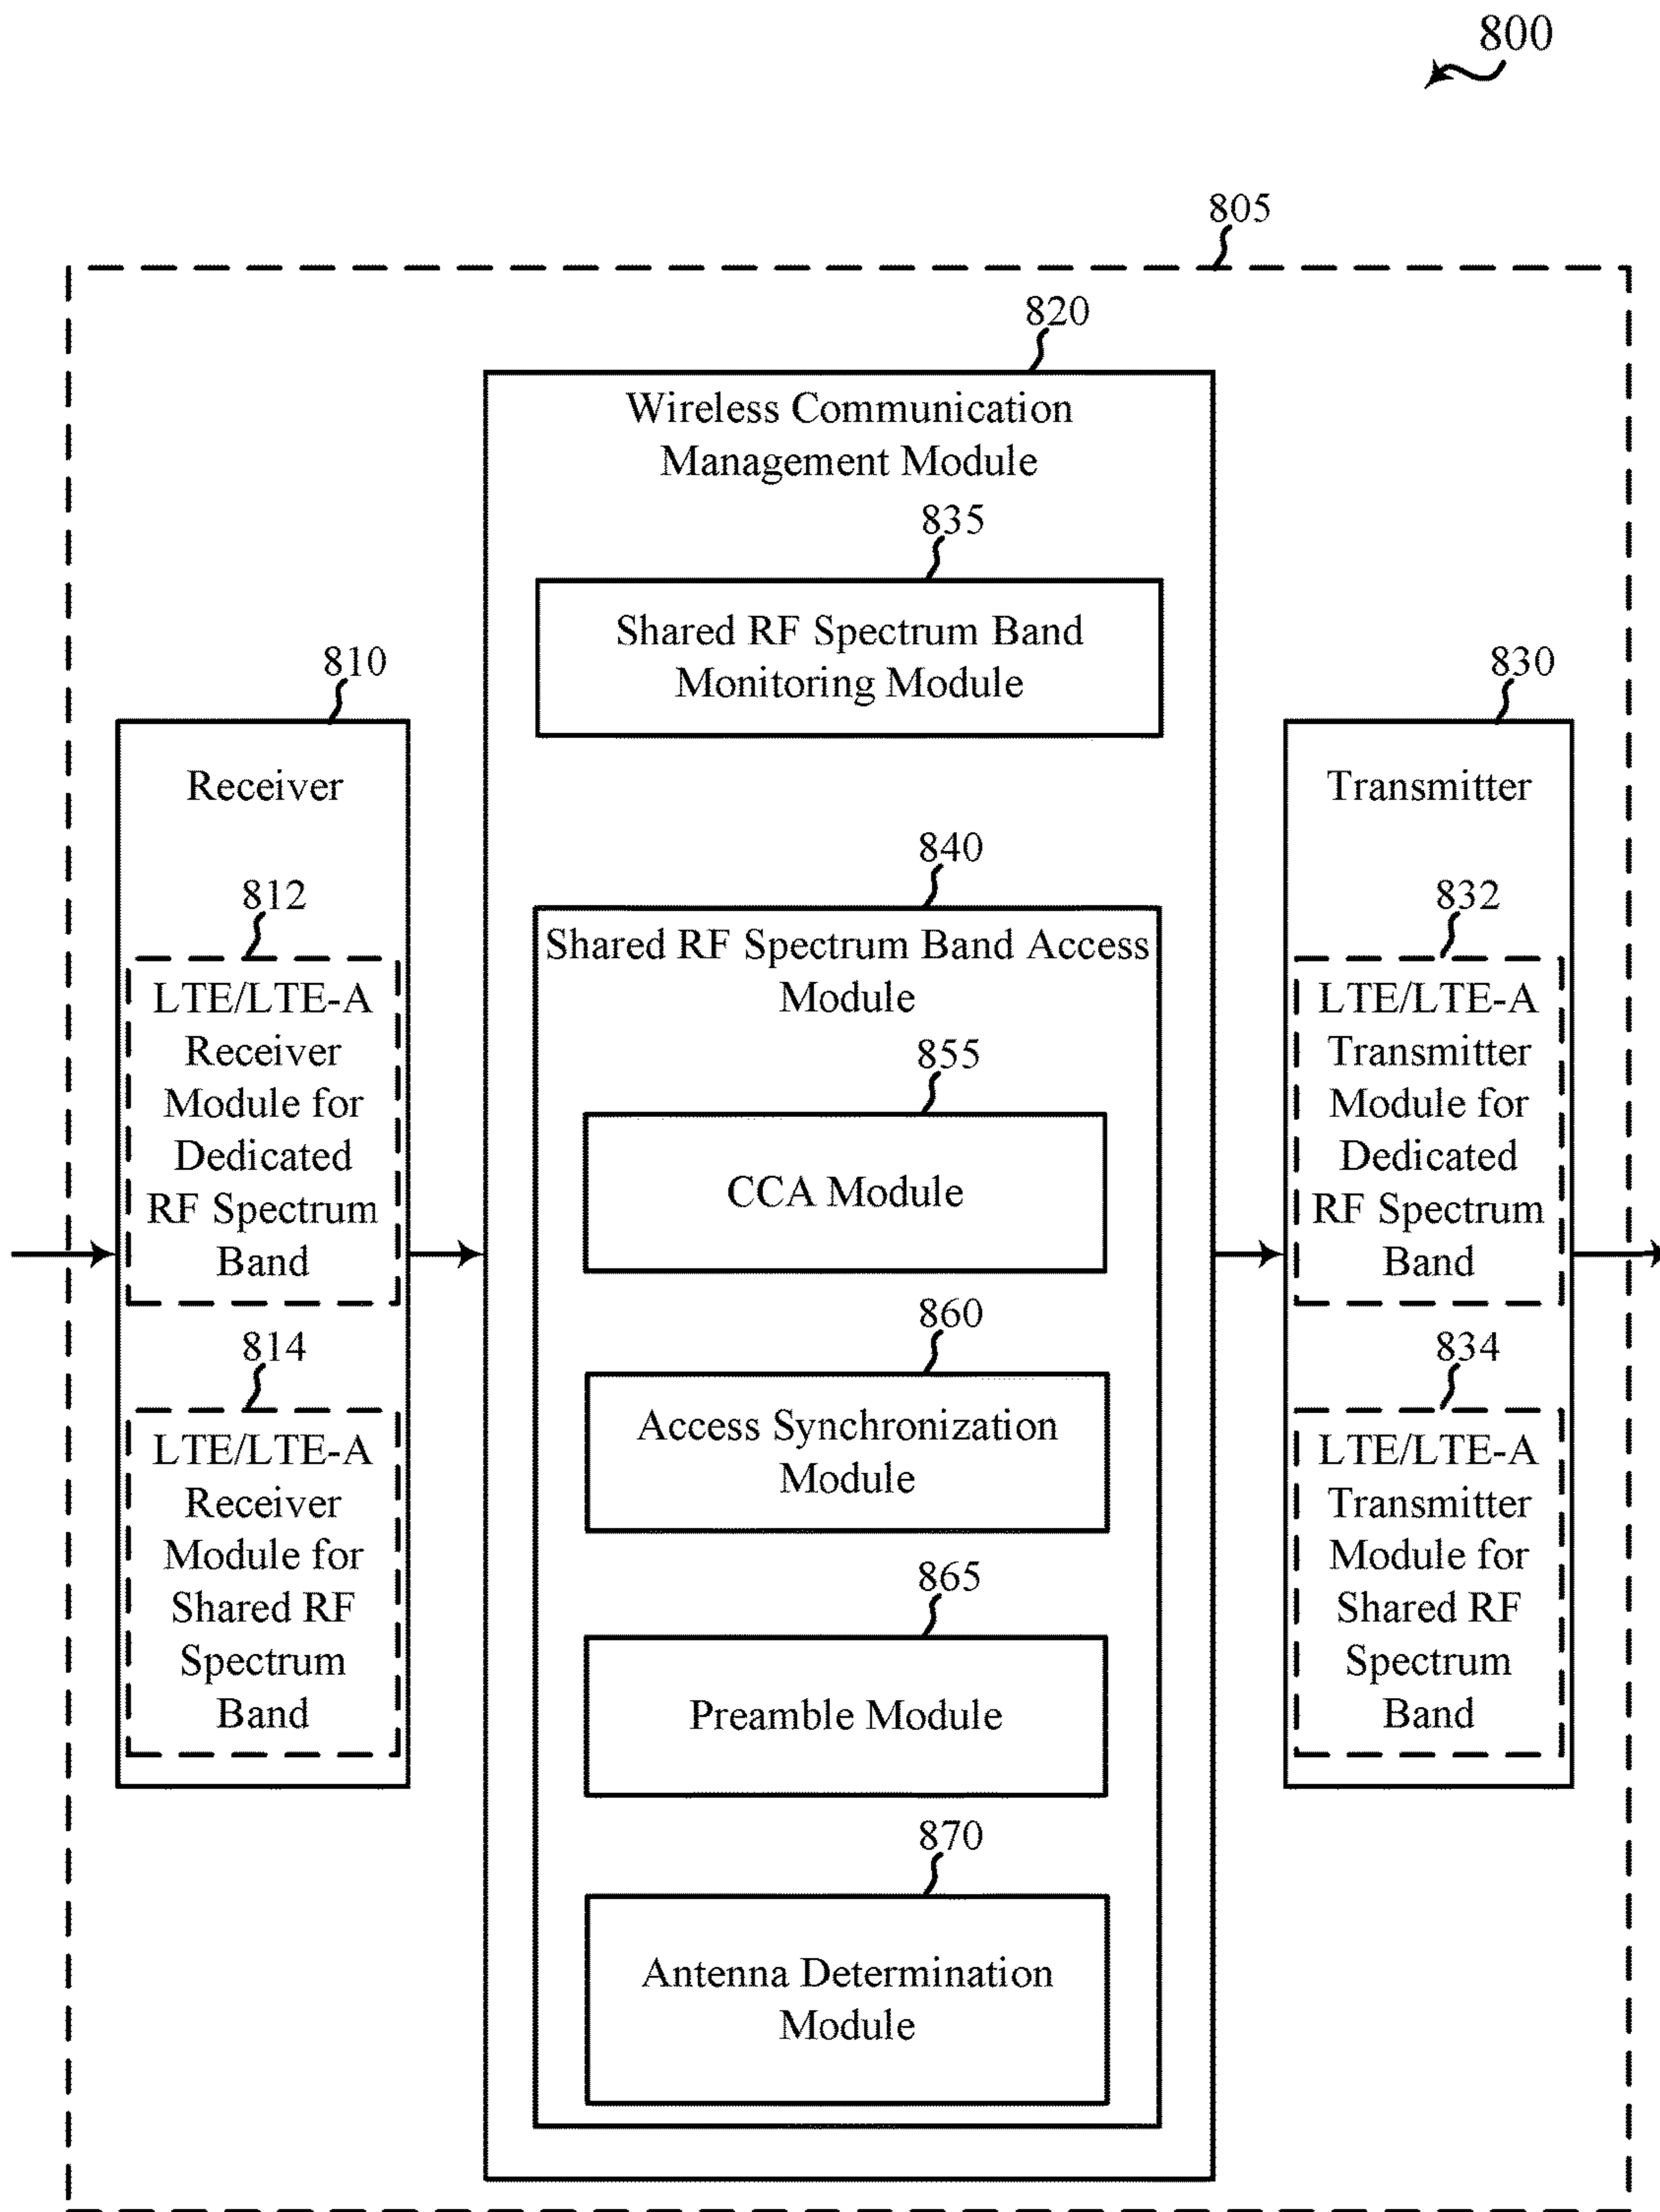 800
805
820
Wireless Communication
Management Module
835
Shared RF Spectrum Band
Monitoring Module
810
Receiver
812
LTE/LTE-A
Receiver
Module for
Dedicated
RF Spectrum
Band
814
LTE/LTE-A
Receiver
Module for
Shared RF
Spectrum
Band
840
Shared RF Spectrum Band Access
Module
855
CCA Module
860
Access Synchronization
Module
865
Preamble Module
870
Antenna Determination
Module
830
Transmitter
832
LTE/LTE-A
Transmitter
Module for
Dedicated
RF Spectrum
Band
834
LTE/LTE-A
Transmitter
Module for
Shared RF
Spectrum
Band